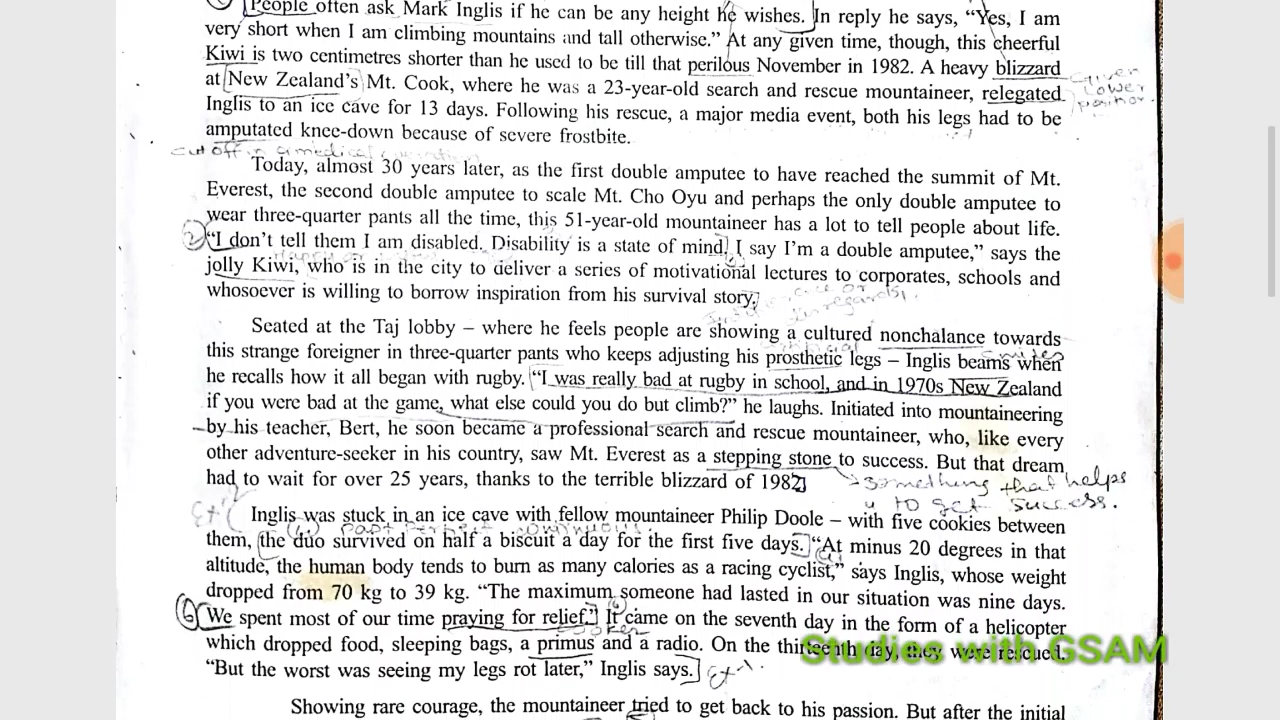 People often ask Mark Inglis if he can be any height he wishes. In reply he says, “Yes, I am
very short when I am climbing mountains and tall otherwise.” At any given time, though, this cheerful
Kiwi is two centimetres shorter than he used to be till that perilous November in 1982. A heavy blizzard
at New Zealand’s Mt. Cook, where he was a 23-year-old search and rescue mountaineer, relegated
given
lower
position.
Inglis to an ice cave for 13 days. Following his rescue, a major media event, both his legs had to be
amputated knee-down because of severe frostbite.
cut off in a medical
Today, almost 30 years later, as the first double amputee to have reached the summit of Mt.
Everest, the second double amputee to scale Mt. Cho Oyu and perhaps the only double amputee to
wear three-quarter pants all the time, this 51-year-old mountaineer has a lot to tell people about life.
“I don’t tell them I am disabled. Disability is a state of mind. I say I’m a double amputee,” says the
jolly Kiwi, who is in the city to deliver a series of motivational lectures to corporates, schools and
whosoever is willing to borrow inspiration from his survival story.
Seated at the Taj lobby – where he feels people are showing a cultured nonchalance towards
this strange foreigner in three-quarter pants who keeps adjusting his prosthetic legs – Inglis beams when
he recalls how it all began with rugby. “I was really bad at rugby in school, and in 1970s New Zealand
if you were bad at the game, what else could you do but climb?” he laughs. Initiated into mountaineering
by his teacher, Bert, he soon became a professional search and rescue mountaineer, who, like every
other adventure-seeker in his country, saw Mt. Everest as a stepping stone to success. But that dream
had to wait for over 25 years, thanks to the terrible blizzard of 1982
something that helps
to get success.
Inglis was stuck in an ice cave with fellow mountaineer Philip Doole – with five cookies between
Past Perfect continuous
them, the duo survived on half a biscuit a day for the first five days. “At minus 20 degrees in that
altitude, the human body tends to burn as many calories as a racing cyclist,” says Inglis, whose weight
dropped from 70 kg to 39 kg. “The maximum someone had lasted in our situation was nine days.
We spent most of our time praying for relief.” It came on the seventh day in the form of a helicopter
cooker
which dropped food, sleeping bags, a primus and a radio. On the thirteenth day, they were rescued.
Studies with GSAM
“But the worst was seeing my legs rot later,” Inglis says.
Showing rare courage, the mountaineer tried to get back to his passion. But after the initial